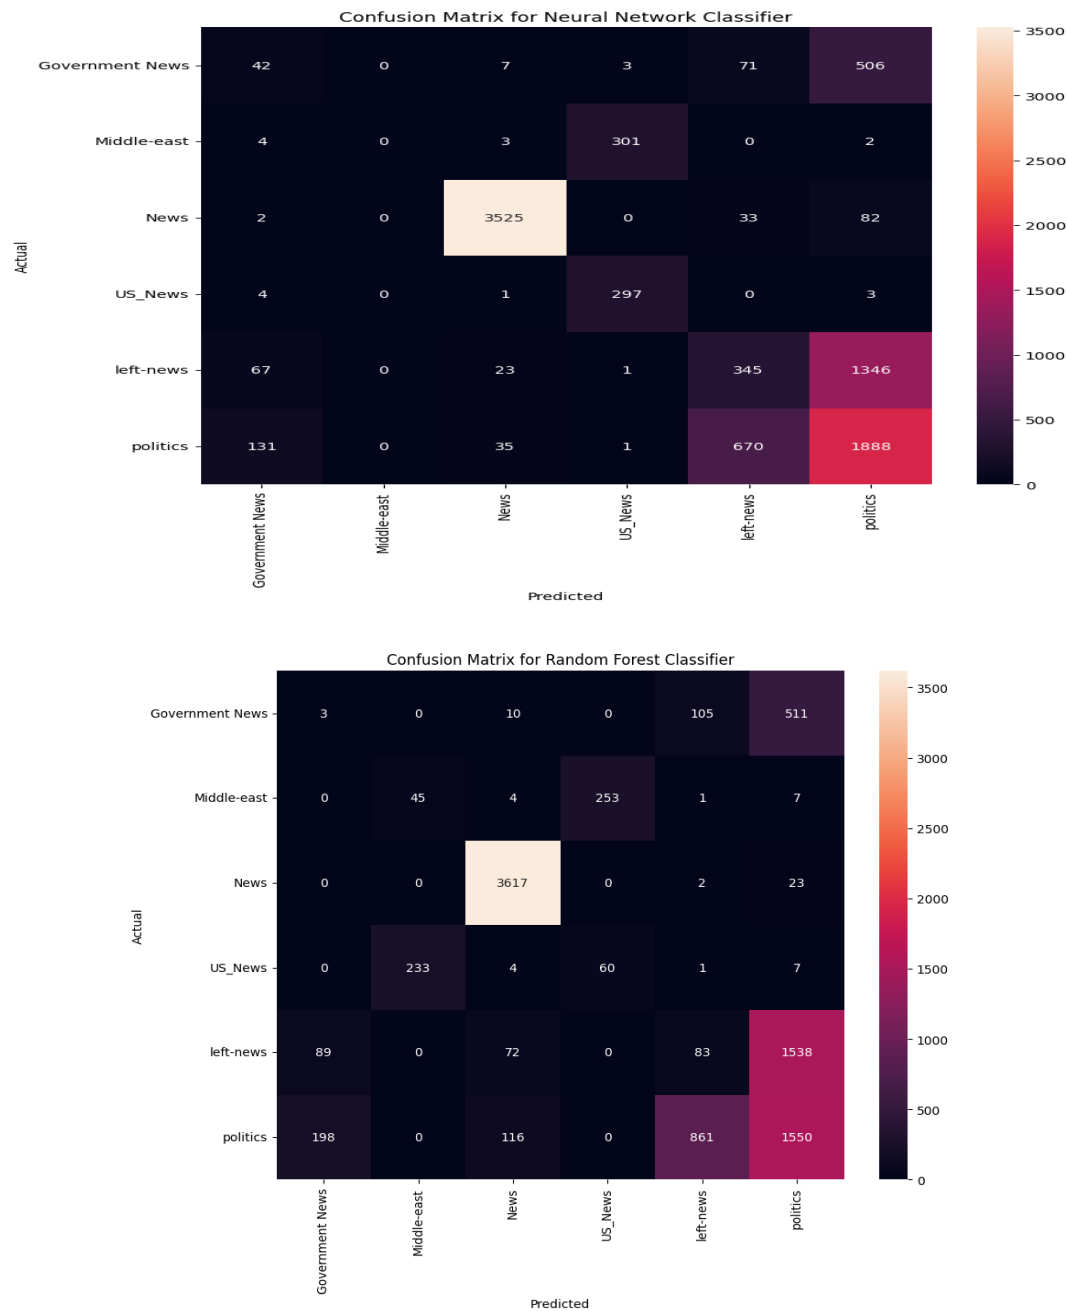 Confusion Matrix for Neural Network Classifier
Government News 42 0 7 3 71 506
Middle-east 4 0 3 301 0 2
News 2 0 3525 0 33 82
US_News 4 0 1 297 0 3
left-news 67 0 23 1 345 1346
politics 131 0 35 1 670 1888
Actual
Government News Middle-east News US_News left-news politics
Predicted
3500
3000
2500
2000
1500
1000
500
0
Confusion Matrix for Random Forest Classifier
Government News 3 0 10 0 105 511
Middle-east 0 45 4 253 1 7
News 0 0 3617 0 2 23
US_News 0 233 4 60 1 7
left-news 89 0 72 0 83 1538
politics 198 0 116 0 861 1550
Actual
Government News Middle-east News US_News left-news politics
Predicted
3500
3000
2500
2000
1500
1000
500
0